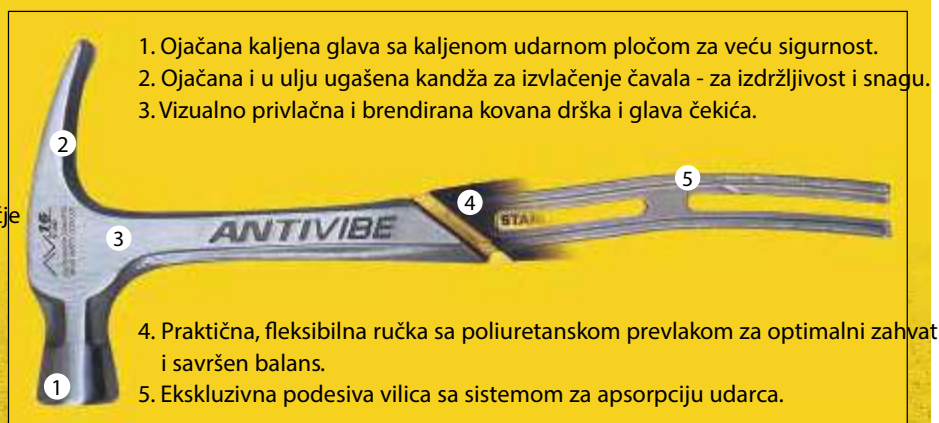 1. Ojačana kaljena glava sa kaljenom udarnom pločom za veću sigurnost.
2. Ojačana i u ulju ugašena kandža za izvlačenje čavala - za izdržljivost i snagu.
3. Vizualno privlačna i brendirana kovana drška i glava čekića.
2
5
4
STAN
je
3
ANTIVIBE
AV16
4. Praktična, fleksibilna ručka sa poliuretanskom prevlakom za optimalni zahvat
i savršen balans.
1
5. Ekskluzivna podesiva vilica sa sistemom za apsorpciju udarca.